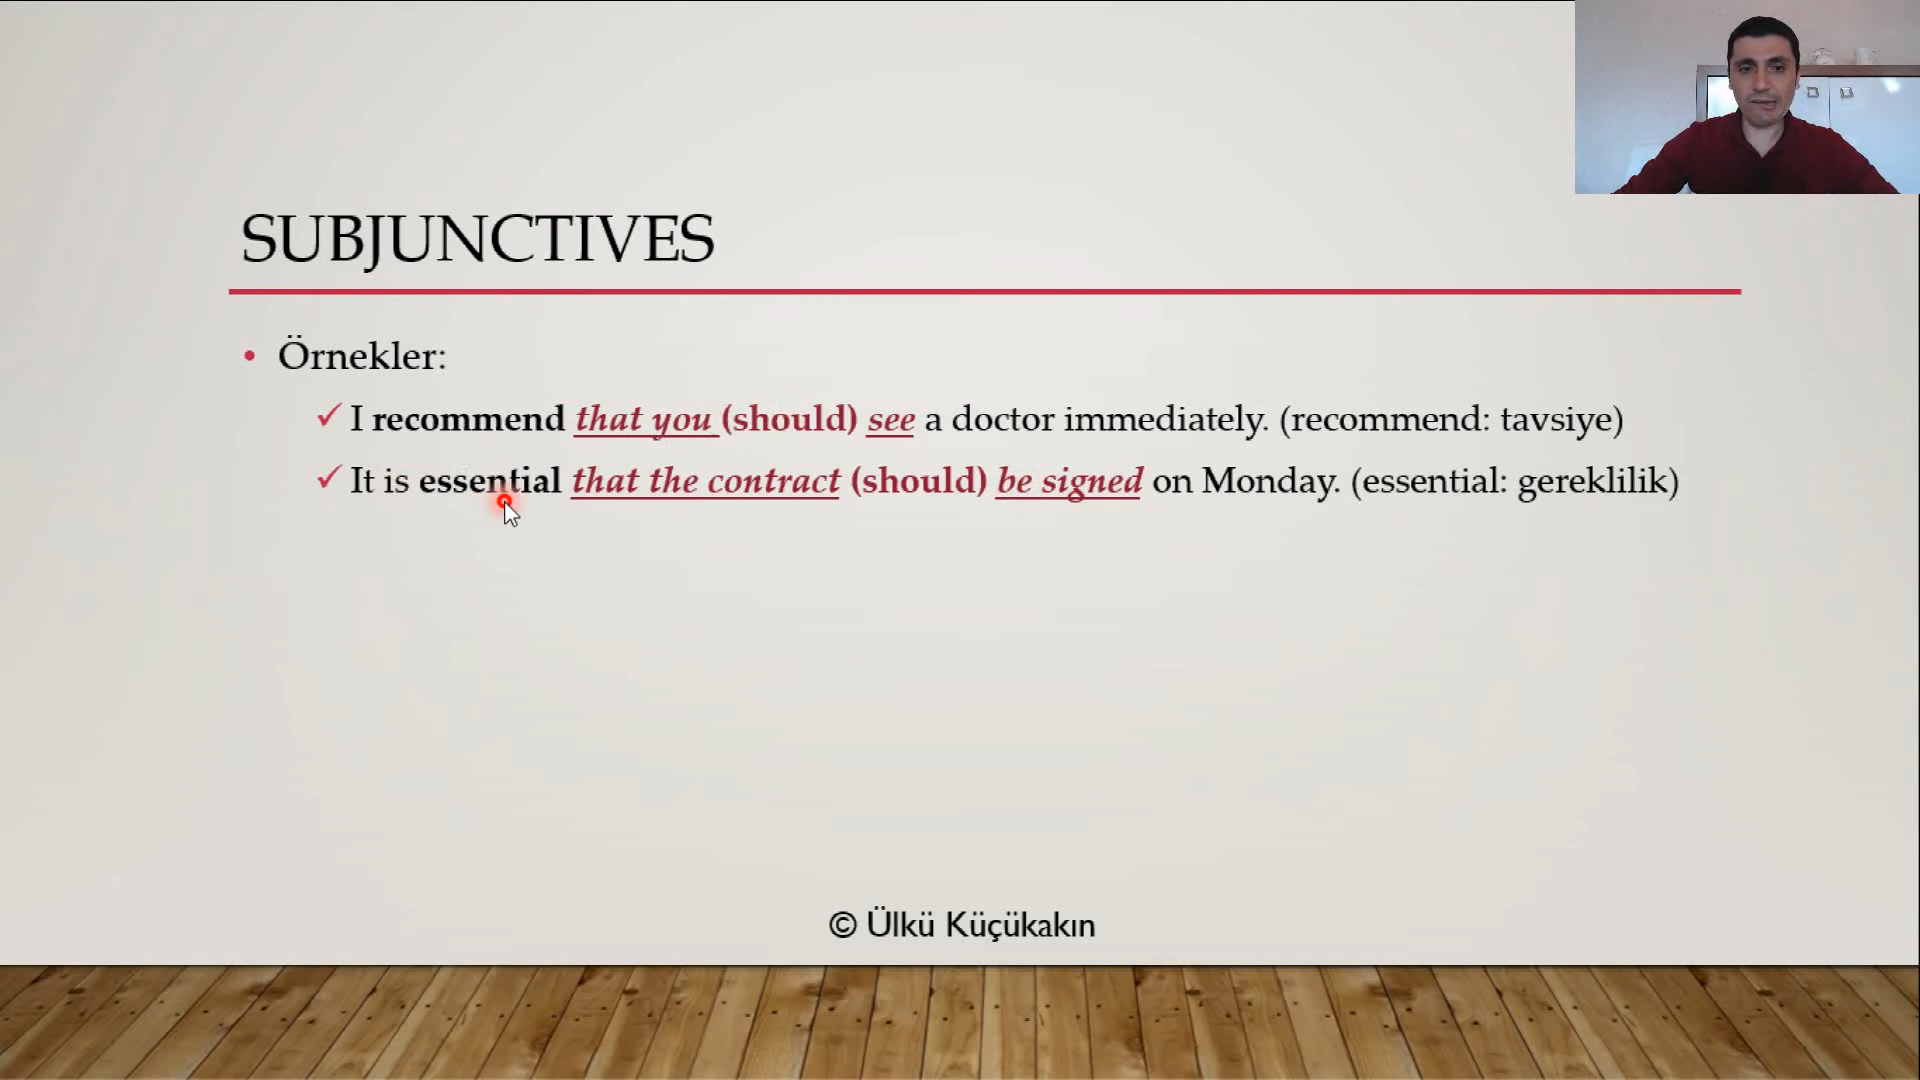 SUBJUNCTIVES
• Örnekler:
✓ I recommend that you (should) see a doctor immediately. (recommend: tavsiye)
✓ It is essential that the contract (should) be signed on Monday. (essential: gereklilik)
© Ülkü Küçükakın